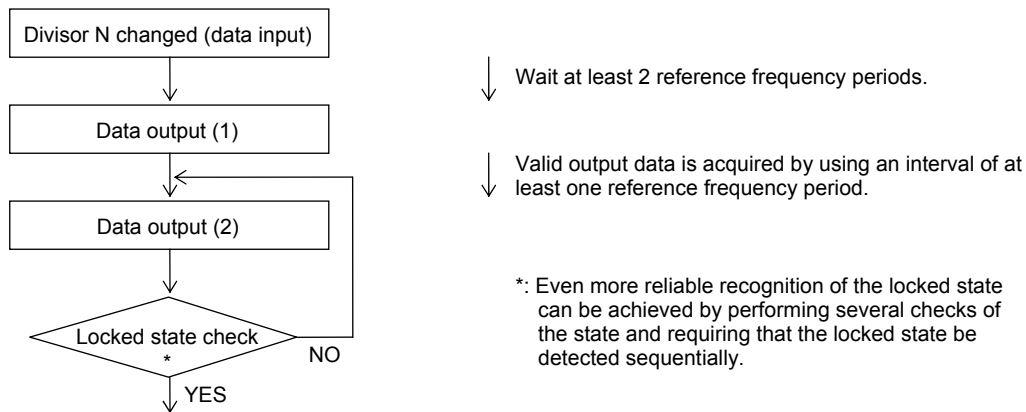 Divisor N changed (data input)
Wait at least 2 reference frequency periods.
Data output (1)
Valid output data is acquired by using an interval of at
least one reference frequency period.
Data output (2)
*: Even more reliable recognition of the locked state
can be achieved by performing several checks of
the state and requiring that the locked state be
detected sequentially.
Locked state check
*
NO
YES